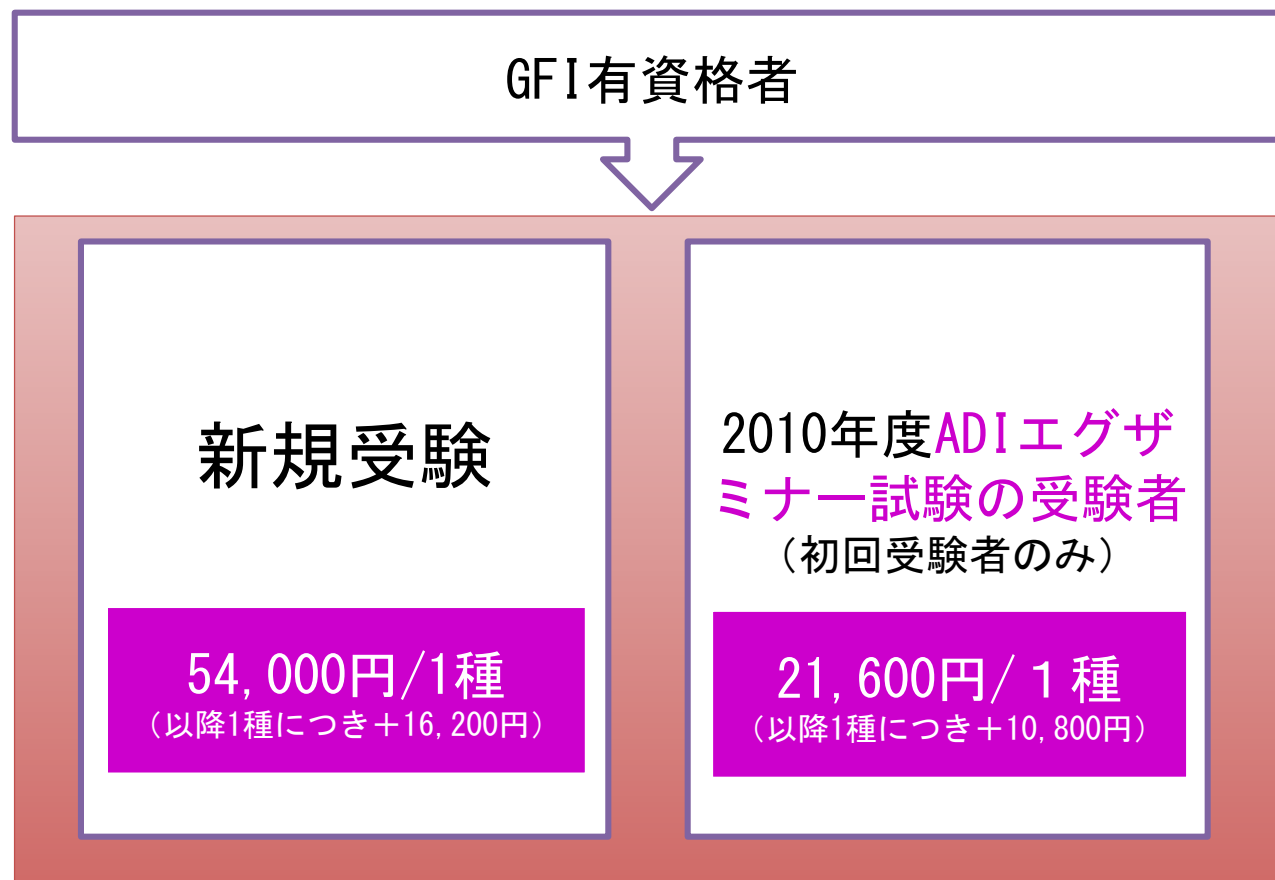 GFI有資格者
新規受験
54,000円/1種
（以降1種につき＋16,200円）
2010年度ADIエグザ
ミナー試験の受験者
（初回受験者のみ）
21,600円/１種
（以降1種につき＋10,800円）